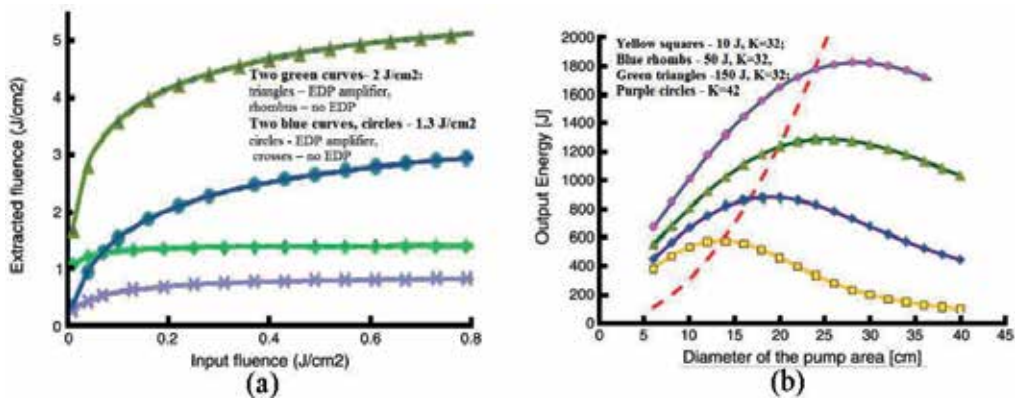 5
4
3
2
1
0
Extracted fluence (J/cm2)
Two green curves- 2 J/cm2:
triangles – EDP amplifier,
rhombus – no EDP
Two blue curves, circles - 1.3 J/cm2
circles - EDP amplifier,
crosses – no EDP
0 0.2 0.4 0.6 0.8
Input fluence (J/cm2)
(a)
2000
1800
1600
1400
1200
1000
800
600
400
200
0
Output Energy [J]
Yellow squares - 10 J, K=32;
Blue rhombs - 50 J, K=32,
Green triangles -150 J, K=32;
Purple circles - K=42
5 10 15 20 25 30 35 40 45
Diameter of the pump area [cm]
(b)